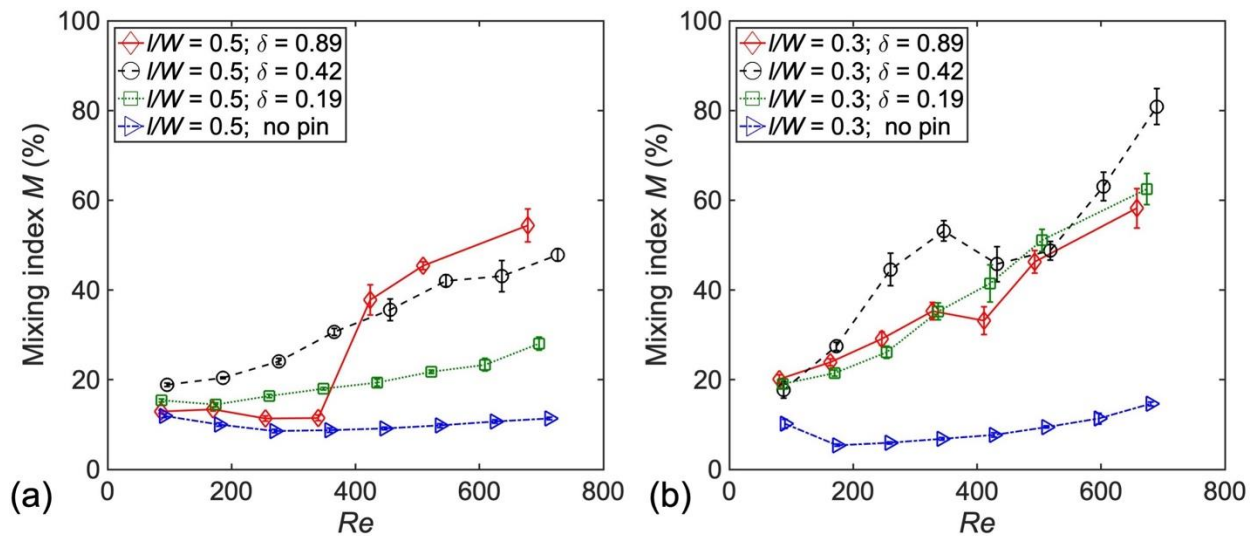 100
80
60
40
20
0
Mixing index M (%)
l/W = 0.5; δ = 0.89
l/W = 0.5; δ = 0.42
l/W = 0.5; δ = 0.19
l/W = 0.5; no pin
0 200 400 600 800
Re
(a)
100
80
60
40
20
0
Mixing index M (%)
l/W = 0.3; δ = 0.89
l/W = 0.3; δ = 0.42
l/W = 0.3; δ = 0.19
l/W = 0.3; no pin
0 200 400 600 800
Re
(b)